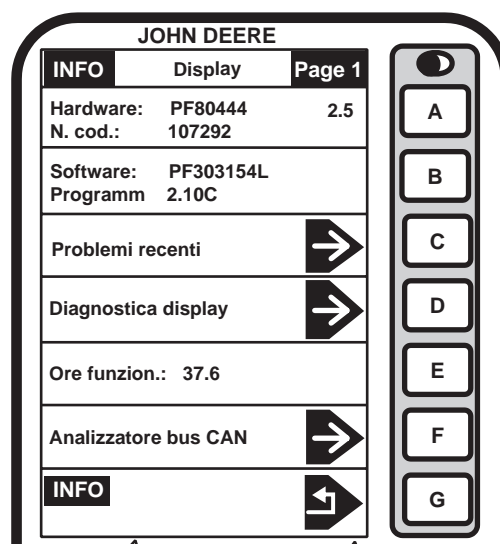 JOHN DEERE
INFO Display Page 1
Hardware: PF80444 2.5
N. cod.: 107292
A
Software: PF303154L
Programm 2.10C
B
Problemi recenti
C
Diagnostica display
D
Ore funzion.: 37.6
E
Analizzatore bus CAN
F
INFO
G